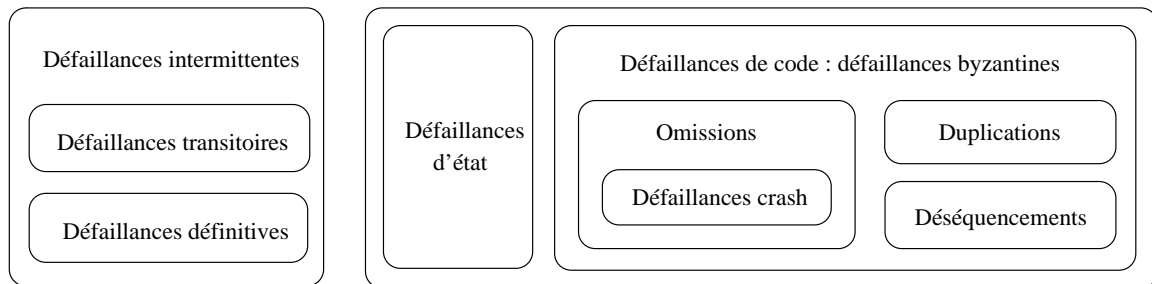 Défaillances intermittentes
Défaillances transitoires
Défaillances définitives
Défaillances
d'état
Défaillances de code : défaillances byzantines
Omissions
Défaillances crash
Duplications
Déséquencements